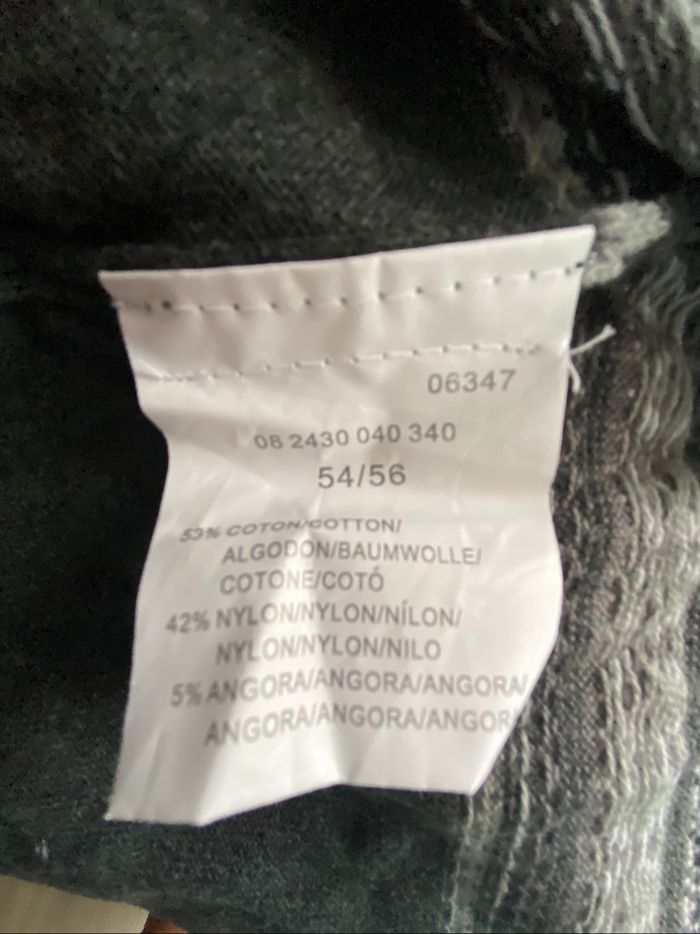 06347
08 2430 040 340
54/56
53% COTON/COTTON/
ALGODON/BAUMWOLLE/
COTONE/COTÓ
42% NYLON/NYLON/NÍLON/
NYLON/NYLON/NILO
5% ANGORA/ANGORA/ANGORA/
ANGORA/ANGORA/ANGOR